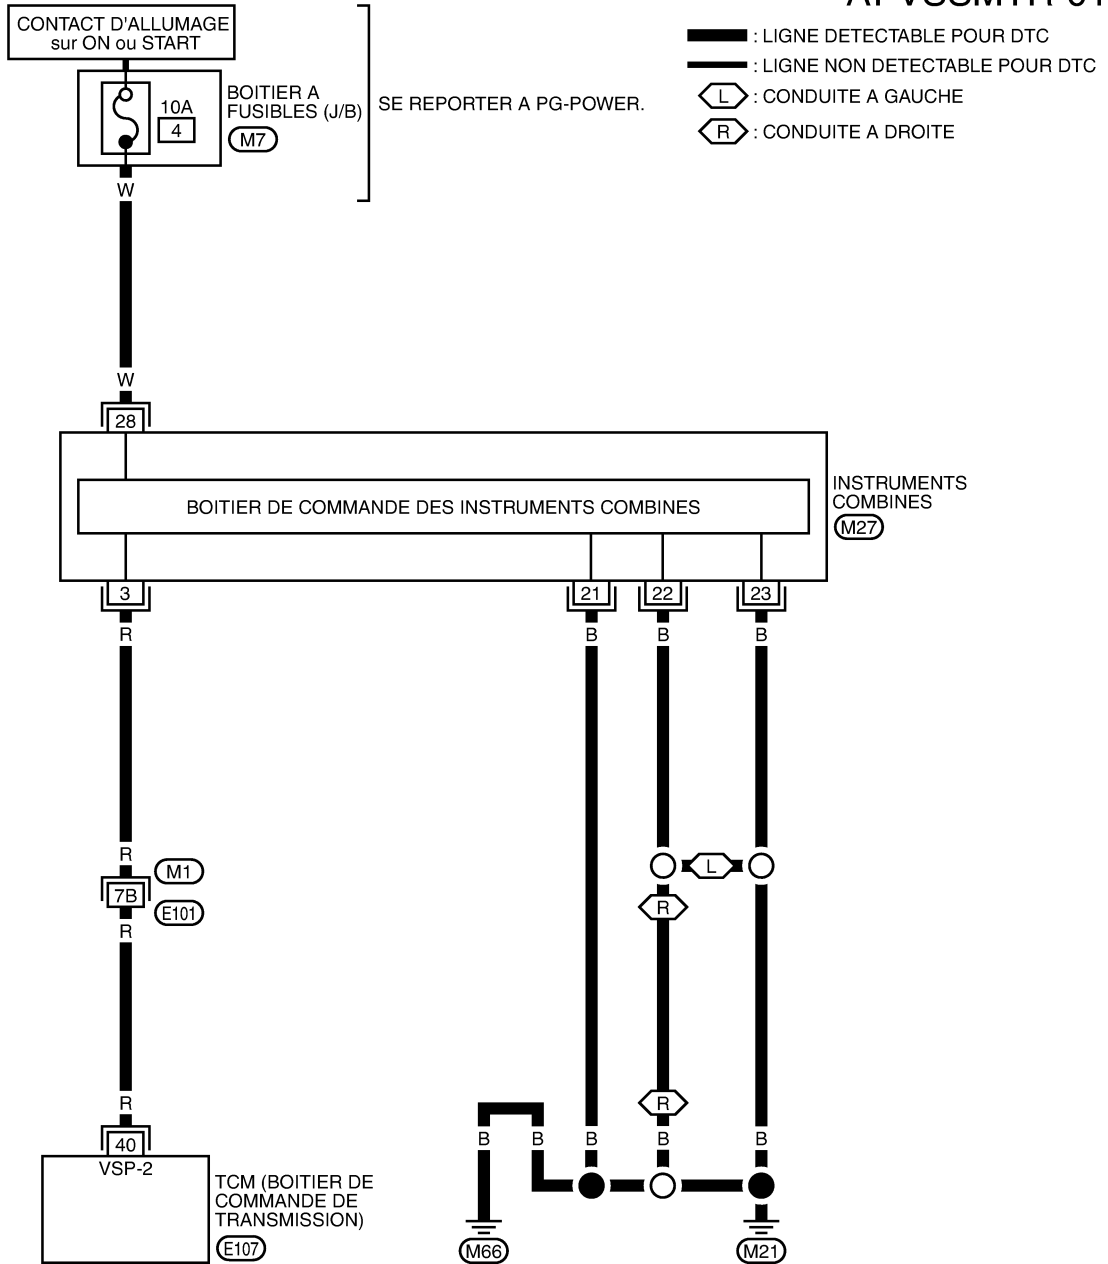 CONTACT D'ALLUMAGE
sur ON ou START
10A
4
BOITIER A
FUSIBLES (J/B)
M7
SE REPORTER A PG-POWER.
: LIGNE DETECTABLE POUR DTC
: LIGNE NON DETECTABLE POUR DTC
L : CONDUITE A GAUCHE
R : CONDUITE A DROITE
W
W
28
BOITIER DE COMMANDE DES INSTRUMENTS COMBINES
INSTRUMENTS
COMBINES
M27
3 21 22 23
R B B B
L
R
R
M1
7B
E101
R
R
R
B B B B B
40
VSP-2
TCM (BOITIER DE
COMMANDE DE
TRANSMISSION)
E107
M66 M21